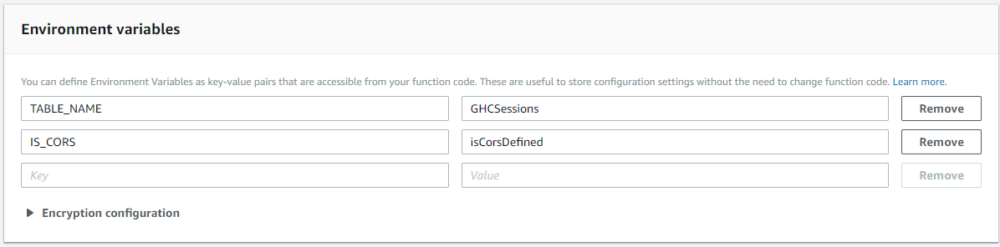 Environment variables
You can define Environment Variables as key-value pairs that are accessible from your function code. These are useful to store configuration settings without the need to change function code. Learn more.
TABLE_NAME GHCSessions Remove
IS_CORS isCorsDefined Remove
Key Value Remove
Encryption configuration